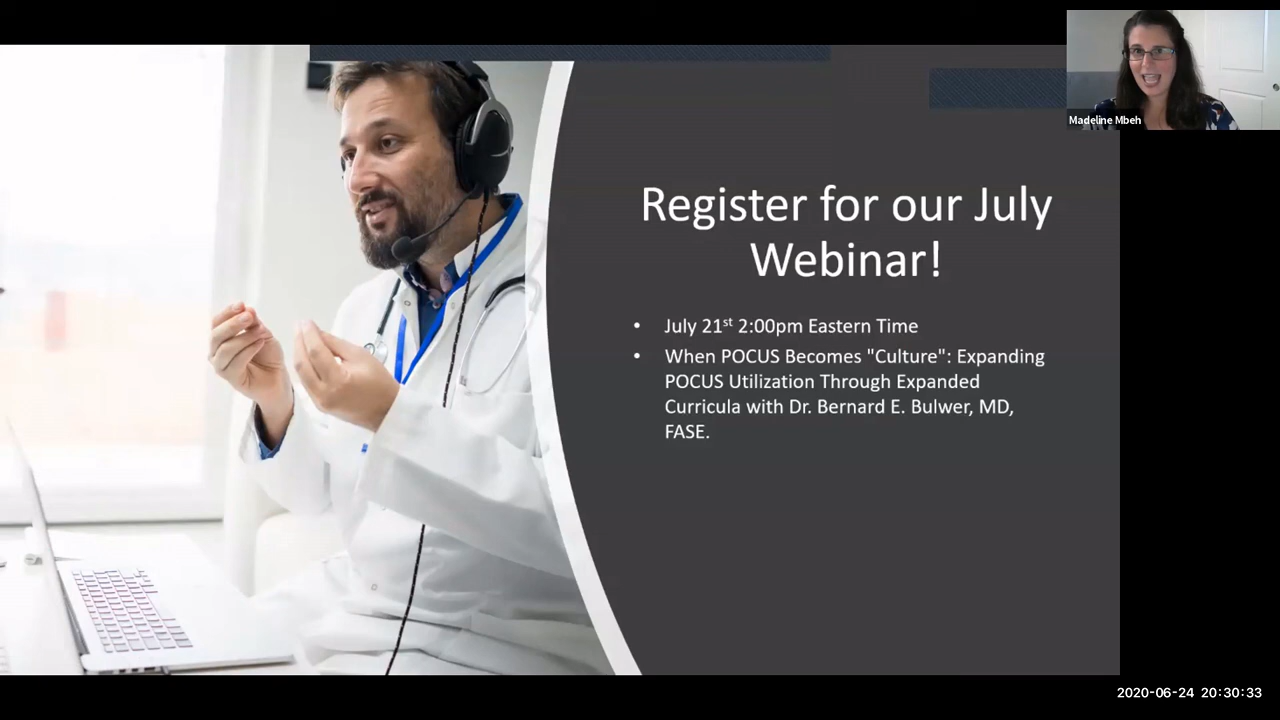 Madeline Mbeh
Register for our July
Webinar!
• July 21st 2:00pm Eastern Time
• When POCUS Becomes "Culture": Expanding
POCUS Utilization Through Expanded
Curricula with Dr. Bernard E. Bulwer, MD,
FASE.
2020-06-24 20:30:33